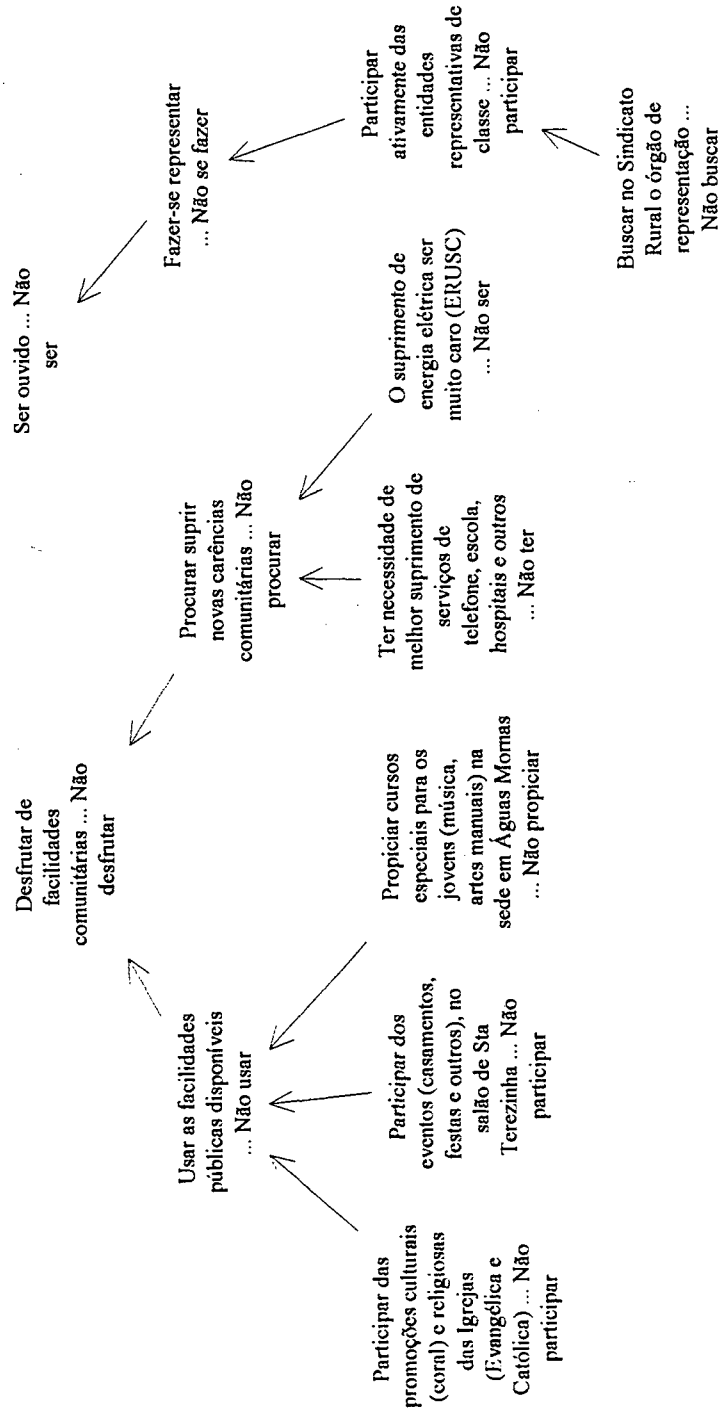 Desfrutar de
facilidades
comunitárias ... Não
desfrutar
Ser ouvido ... Não
ser
Usar as facilidades
públicas disponíveis
... Não usar
Procurar suprir
novas carências
comunitárias ... Não
procurar
Fazer-se representar
... Não se fazer
Participar das
promoções culturais
(coral) e religiosas
das Igrejas
(Evangélica e
Católica) ... Não
participar
Participar dos
eventos (casamentos,
festas e outros), no
salão de Sta
Terezinha ... Não
participar
Propiciar cursos
especiais para os
jovens (música,
artes manuais) na
sede em Águas Mornas
... Não propiciar
Ter necessidade de
melhor suprimento de
serviços de
telefone, escola,
hospitais e outros
... Não ter
O suprimento de
energia elétrica ser
muito caro (ERUSC)
... Não ser
Participar
ativamente das
entidades
representativas de
classe ... Não
participar
Buscar no Sindicato
Rural o órgão de
representação ...
Não buscar